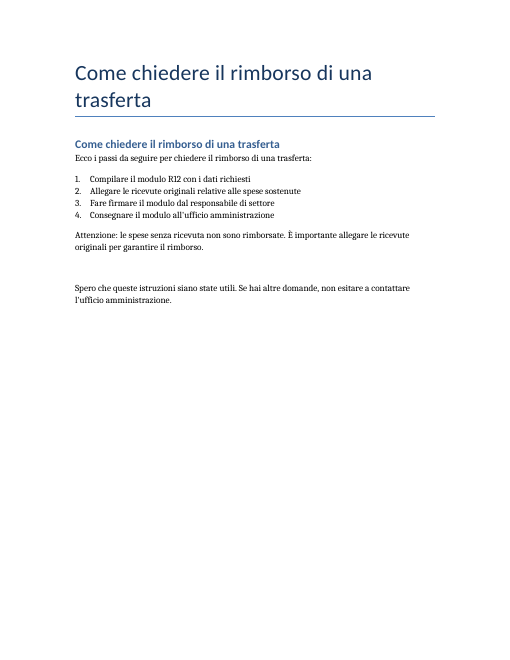 Come chiedere il rimborso di una
trasferta
Come chiedere il rimborso di una trasferta
Ecco i passi da seguire per chiedere il rimborso di una trasferta:
1. Compilare il modulo R12 con i dati richiesti
2. Allegare le ricevute originali relative alle spese sostenute
3. Fare firmare il modulo dal responsabile di settore
4. Consegnare il modulo all'ufficio amministrazione
Attenzione: le spese senza ricevuta non sono rimborsate. È importante allegare le ricevute
originali per garantire il rimborso.
Spero che queste istruzioni siano state utili. Se hai altre domande, non esitare a contattare
l'ufficio amministrazione.